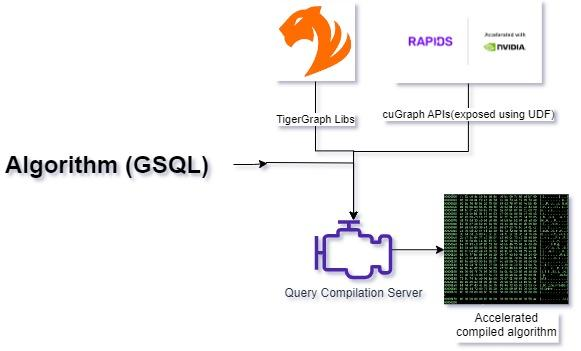 RAPIDS
Accelerated with
NVIDIA.
TigerGraph Libs
cuGraph APIs(exposed using UDF)
Algorithm (GSQL)
Query Compilation Server
Accelerated
compiled algorithm